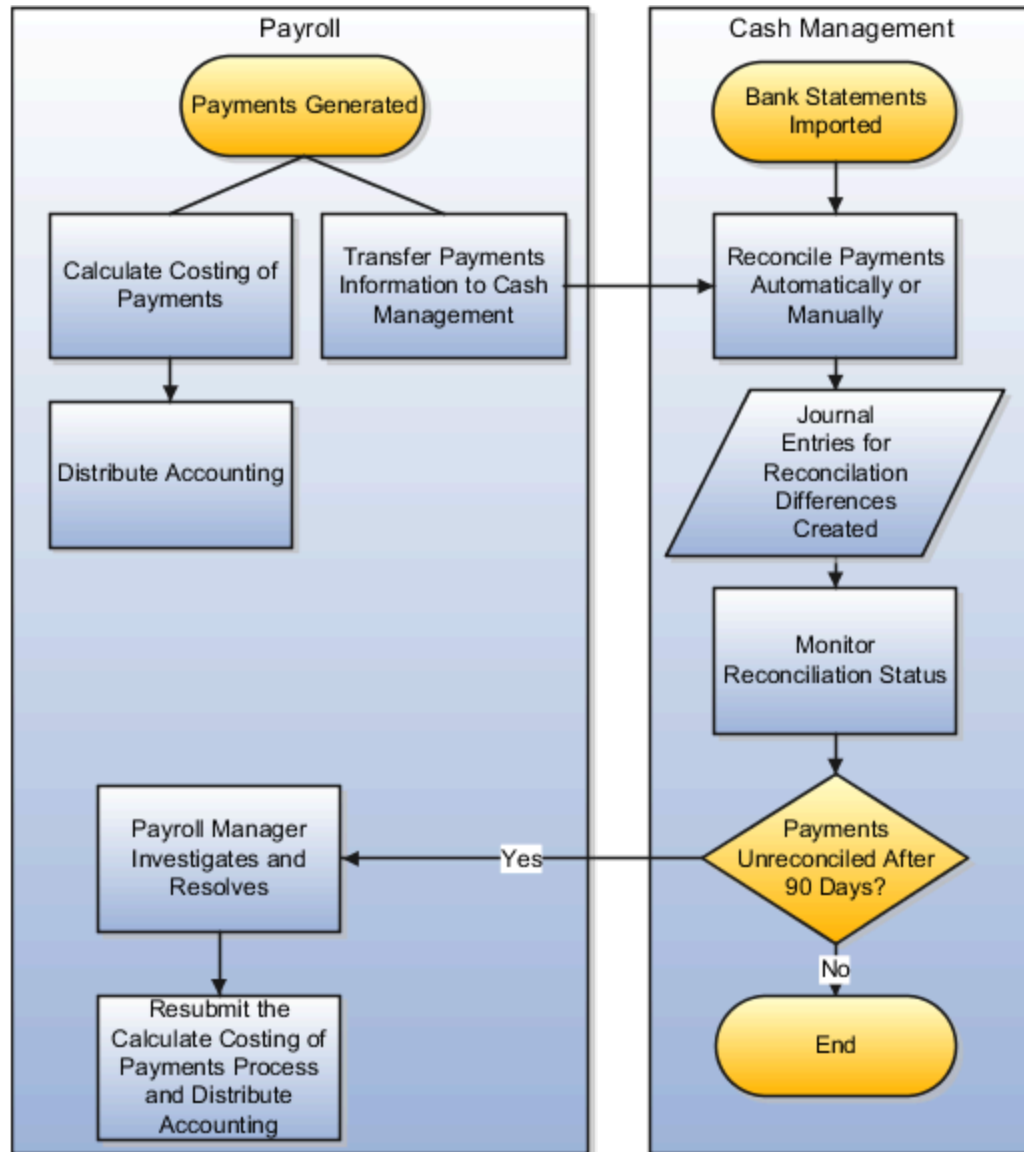 Payroll
Payments Generated
Calculate Costing of
Payments
Transfer Payments
Information to Cash
Management
Distribute Accounting
Payroll Manager
Investigates and
Resolves
Resubmit the
Calculate Costing of
Payments Process
and Distribute
Accounting
Cash Management
Bank Statements
Imported
Reconcile Payments
Automatically or
Manually
Journal
Entries for
Reconcilation
Differences
Created
Monitor
Reconciliation Status
Payments
Unreconciled After
90 Days?
Yes
No
End